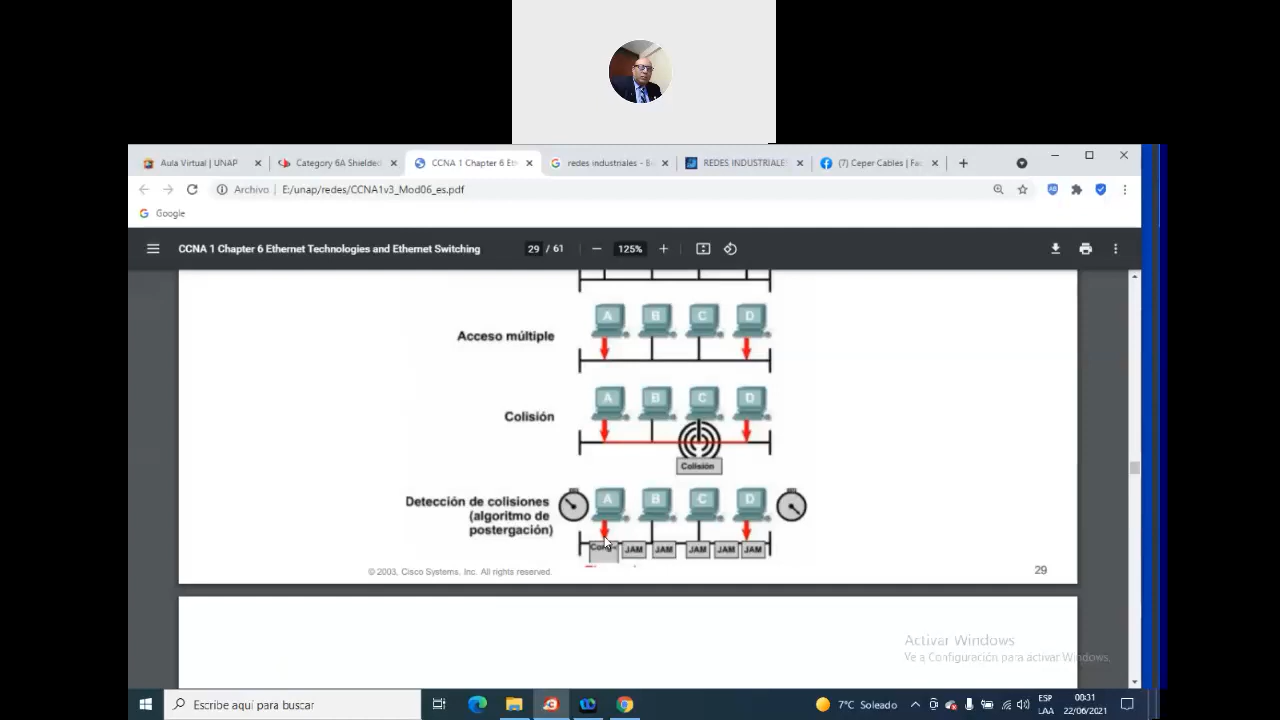 Aula Virtual | UNAP
Category 6A Shielded
CCNA 1 Chapter 6 Eth
redes industriales - B
REDES INDUSTRIALES
(7) Ceper Cables | Fac
Archivo | E:/unap/redes/CCNA1v3_Mod06_es.pdf
Google
CCNA 1 Chapter 6 Ethernet Technologies and Ethernet Switching
29 / 61
125%
A B C D
Acceso múltiple
A B C D
Colisión
Colisión
A B C D
Detección de colisiones
(algoritmo de
postergación)
JAM JAM JAM JAM JAM
© 2003, Cisco Systems, Inc. All rights reserved.
29
Activar Windows
Ve a Configuración para activar Windows.
Escribe aquí para buscar
7°C Soleado
ESP
LAA
00:31
22/06/2021